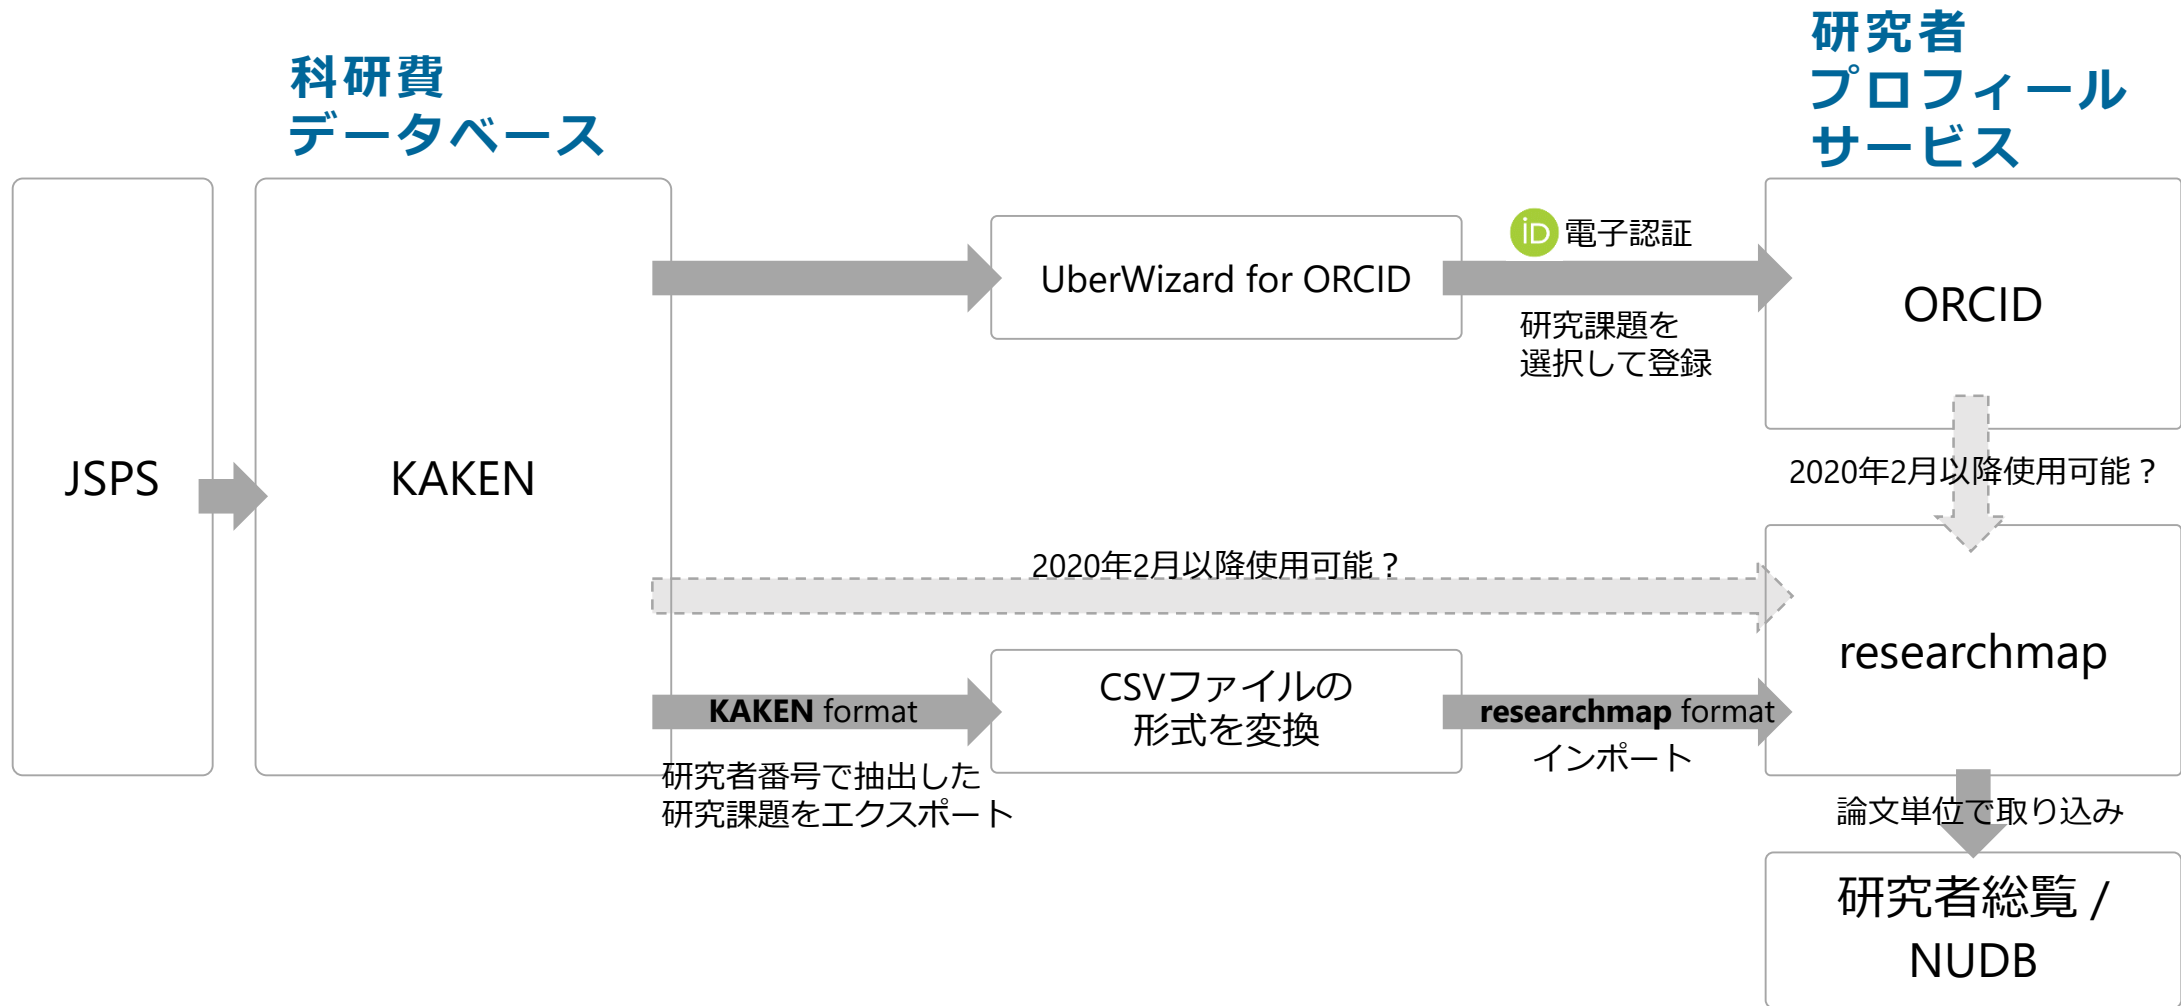 科研費
データベース
研究者
プロフィール
サービス
JSPS
KAKEN
UberWizard for ORCID
iD 電子認証
研究課題を
選択して登録
ORCID
2020年2月以降使用可能？
2020年2月以降使用可能？
researchmap
KAKEN format
研究者番号で抽出した
研究課題をエクスポート
CSVファイルの
形式を変換
researchmap format
インポート
論文単位で取り込み
研究者総覧 /
NUDB